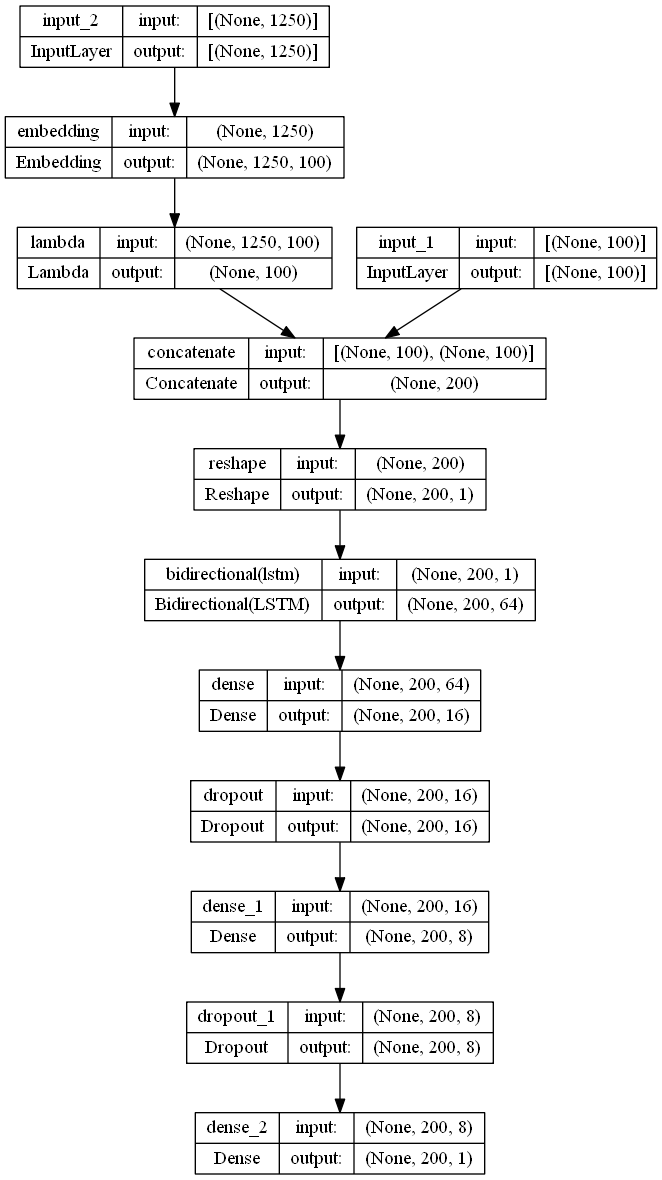 input_2 input: [(None, 1250)]
InputLayer output: [(None, 1250)]
embedding input: (None, 1250)
Embedding output: (None, 1250, 100)
lambda input: (None, 1250, 100)
Lambda output: (None, 100)
input_1 input: [(None, 100)]
InputLayer output: [(None, 100)]
concatenate input: [(None, 100), (None, 100)]
Concatenate output: (None, 200)
reshape input: (None, 200)
Reshape output: (None, 200, 1)
bidirectional(lstm) input: (None, 200, 1)
Bidirectional(LSTM) output: (None, 200, 64)
dense input: (None, 200, 64)
Dense output: (None, 200, 16)
dropout input: (None, 200, 16)
Dropout output: (None, 200, 16)
dense_1 input: (None, 200, 16)
Dense output: (None, 200, 8)
dropout_1 input: (None, 200, 8)
Dropout output: (None, 200, 8)
dense_2 input: (None, 200, 8)
Dense output: (None, 200, 1)